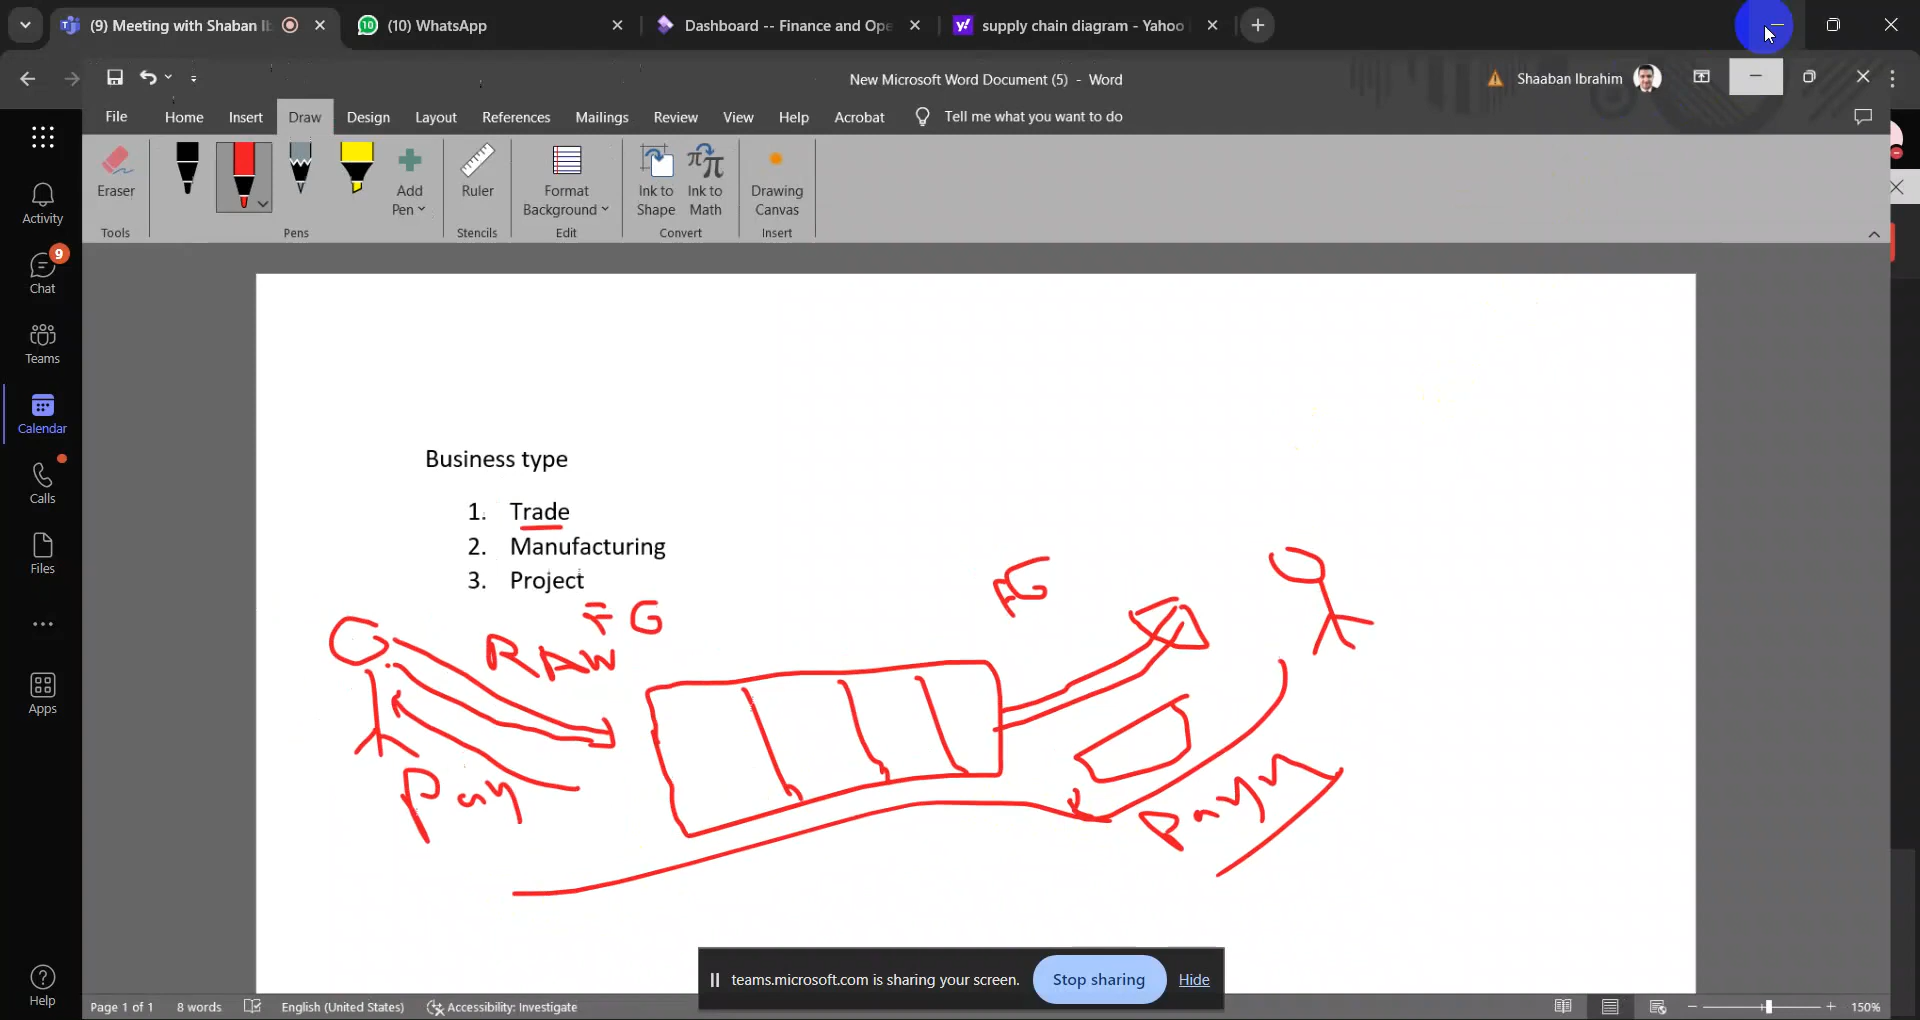 (9) Meeting with Shaban Ib
(10) WhatsApp
Dashboard -- Finance and Ope
supply chain diagram - Yahoo
New Microsoft Word Document (5) - Word
Shaaban Ibrahim
File Home Insert Draw Design Layout References Mailings Review View Help Acrobat Tell me what you want to do
Eraser
Add Pen
Ruler
Format Background
Ink to Shape
Ink to Math
Drawing Canvas
Tools Pens Stencils Edit Convert Insert
Activity
9
Chat
Teams
Calendar
Calls
Files
Apps
Help
Business type
1. Trade
2. Manufacturing
3. Project
FG
RAW
FG
Pay
teams.microsoft.com is sharing your screen. Stop sharing Hide
Page 1 of 1 8 words English (United States) Accessibility: Investigate 150%